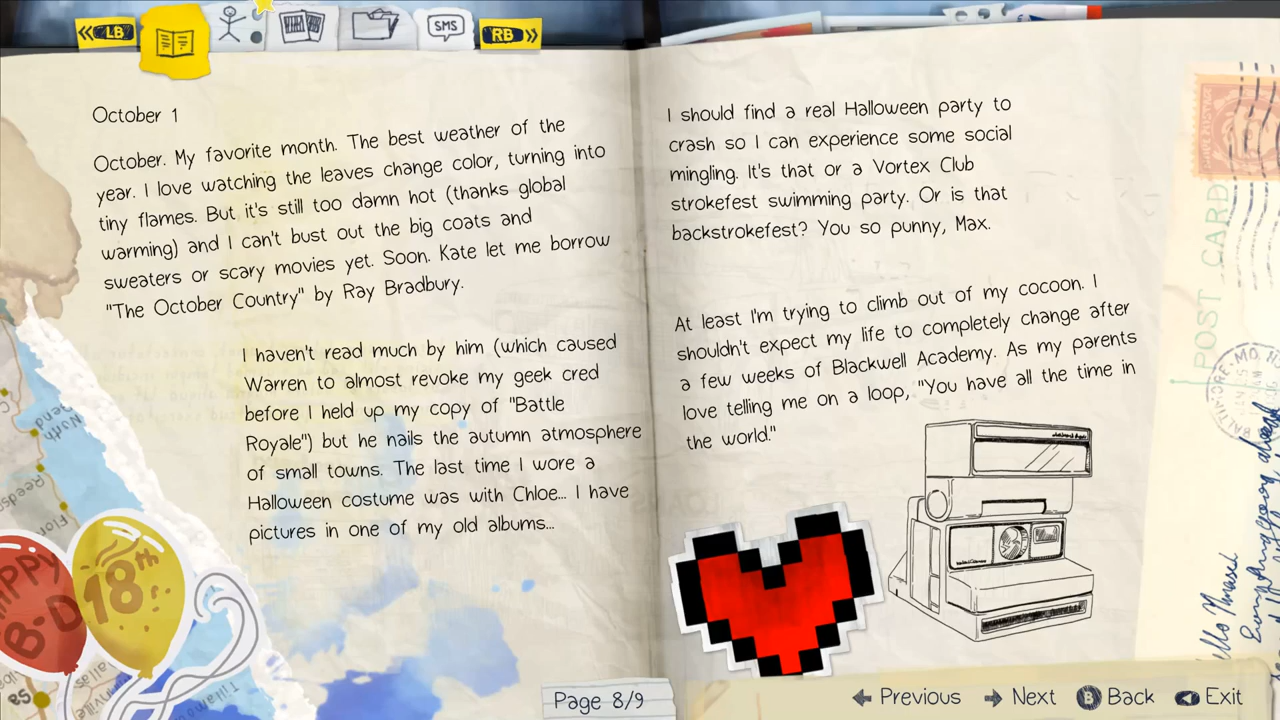 LB
SMS
RB
October 1
October. My favorite month. The best weather of the
year. I love watching the leaves change color, turning into
tiny flames. But it's still too damn hot (thanks global
warming) and I can't bust out the big coats and
sweaters or scary movies yet. Soon. Kate let me borrow
"The October Country" by Ray Bradbury.
I haven't read much by him (which caused
Warren to almost revoke my geek cred
before I held up my copy of "Battle
Royale") but he nails the autumn atmosphere
of small towns. The last time I wore a
Halloween costume was with Chloe... I have
pictures in one of my old albums...
I should find a real Halloween party to
crash so I can experience some social
mingling. It's that or a Vortex Club
strokefest swimming party. Or is that
backstrokefest? You so punny, Max.
At least I'm trying to climb out of my cocoon. I
shouldn't expect my life to completely change after
a few weeks of Blackwell Academy. As my parents
love telling me on a loop, "You have all the time in
the world."
POST CARD
BALTIMORE, MD.
North
Bend
18th
B-D
Page 8/9
Previous
Next
B
Back
Exit